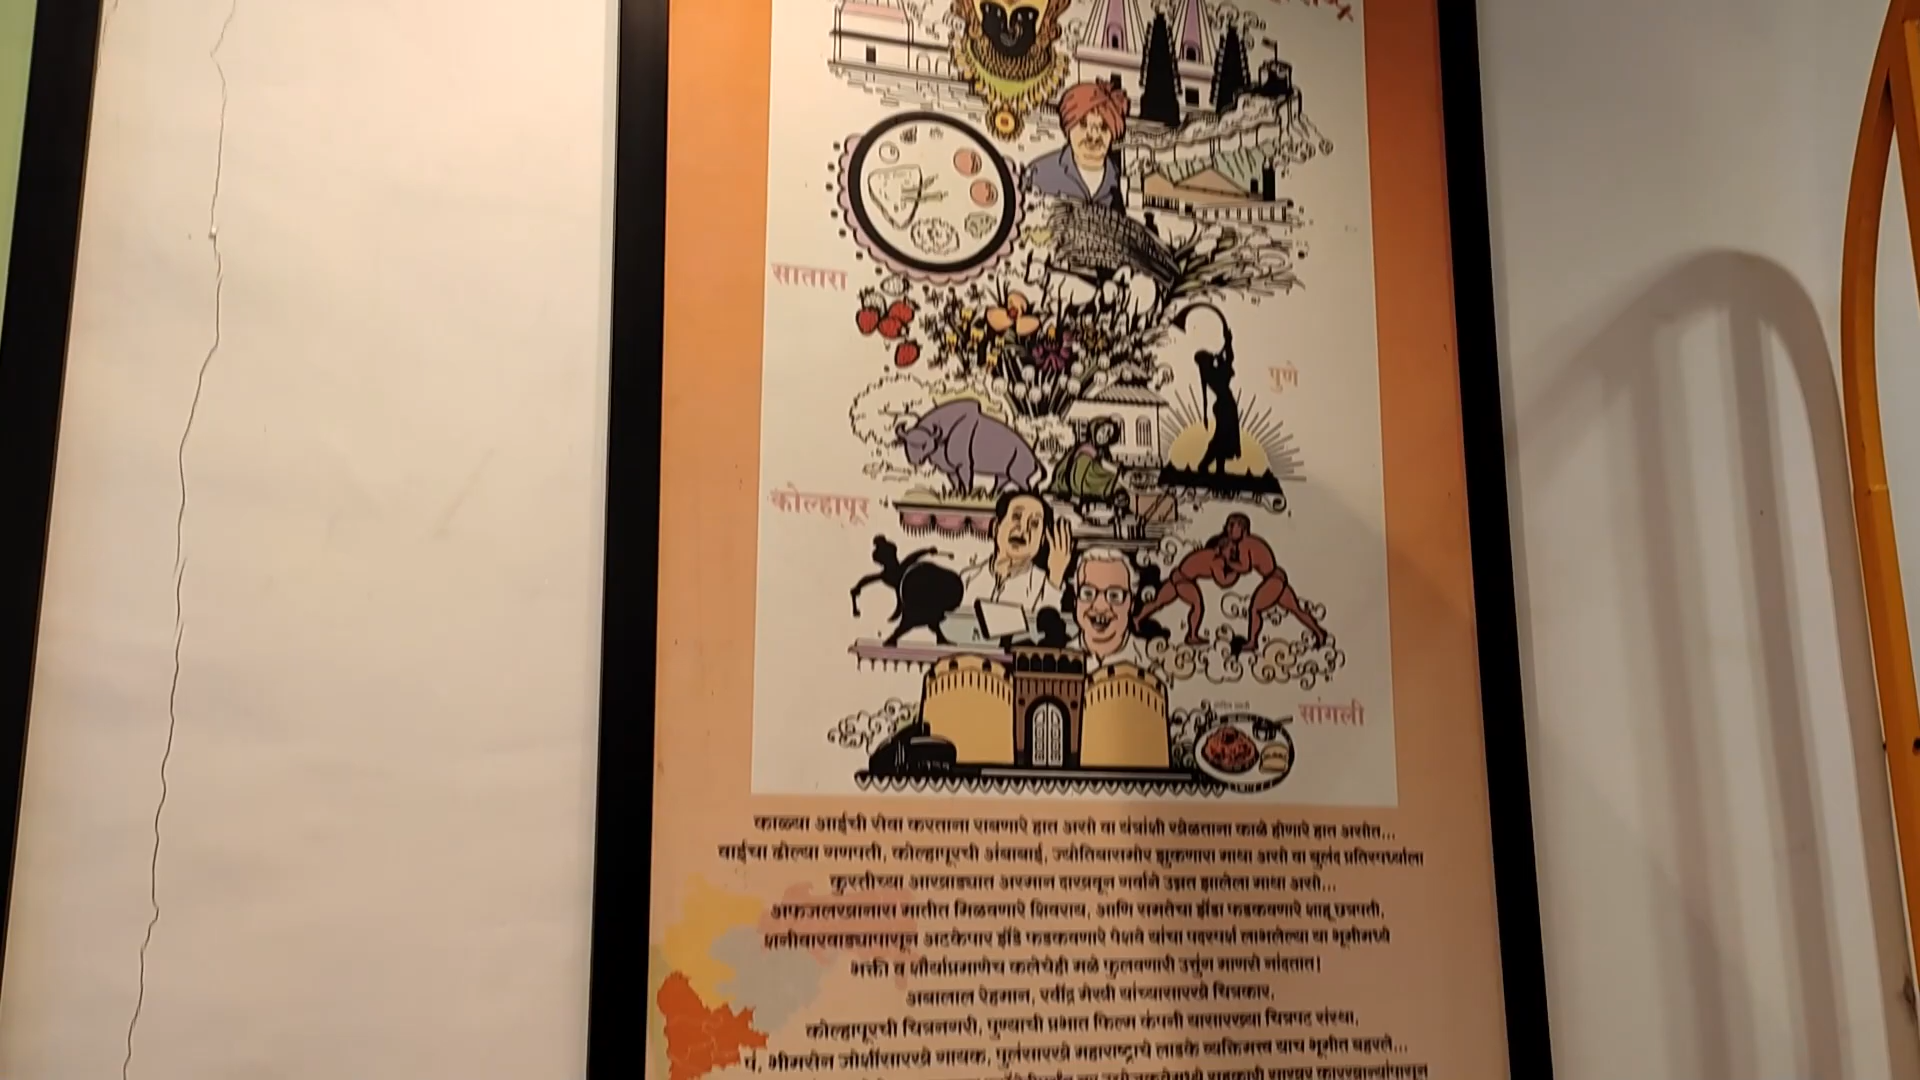 सातारा
पुणे
कोल्हापूर
सांगली
काळ्या आईची सेवा करताना राबणारे हात असो वा यंत्रांशी खेळताना काळे होणारे हात असोत...
वाईचा ढोल्या गणपती, कोल्हापूरची अंबाबाई, ज्योतिबासमोर झुकणारा माथा असो वा बुलंद प्रतिस्पर्ध्याला
कुस्तीच्या आखाड्यात अस्मान दाखवून गर्वाने उन्नत झालेला माथा असो...
अफजलखानास मातीत मिळवणारे शिवराय, आणि समतेचा झेंडा फडकवणारे शाहू छत्रपती,
शनीवारवाड्यापासून अटकेपार झेंडे फडकवणारे पेशवे यांचा पदस्पर्श लाभलेल्या या भूमीमध्ये
भक्ती व शौर्याप्रमाणेच कलेचेही मळे फुलवणारी उत्तुंग माणसे नांदतात!
अबालाल रेहमान, रवींद्र मेस्त्री यांच्यासारखे चित्रकार,
कोल्हापूरची चित्रनगरी, पुण्याची प्रभात फिल्म कंपनी यासारख्या चित्रपट संस्था,
पं. भीमसेन जोशींसारखे गायक, पुलंसारखे महाराष्ट्राचे लाडके व्यक्तिमत्त्व याच भूमीत बहरले...